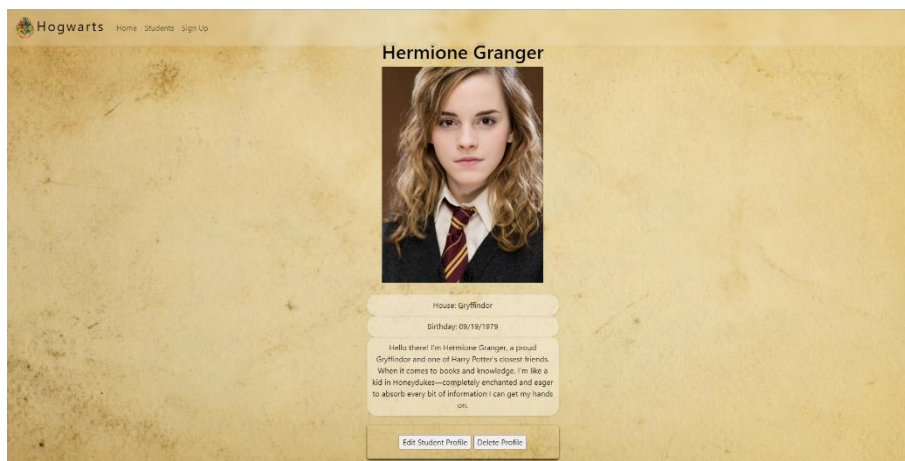 Hogwarts Home Students Sign Up
Hermione Granger
House: Gryffindor
Birthday: 09/19/1979
Hello there! I'm Hermione Granger, a proud
Gryffindor and one of Harry Potter's closest friends.
When it comes to books and knowledge, I'm like a
kid in Honeydukes—completely enchanted and eager
to absorb every bit of information I can get my hands
on.
Edit Student Profile Delete Profile